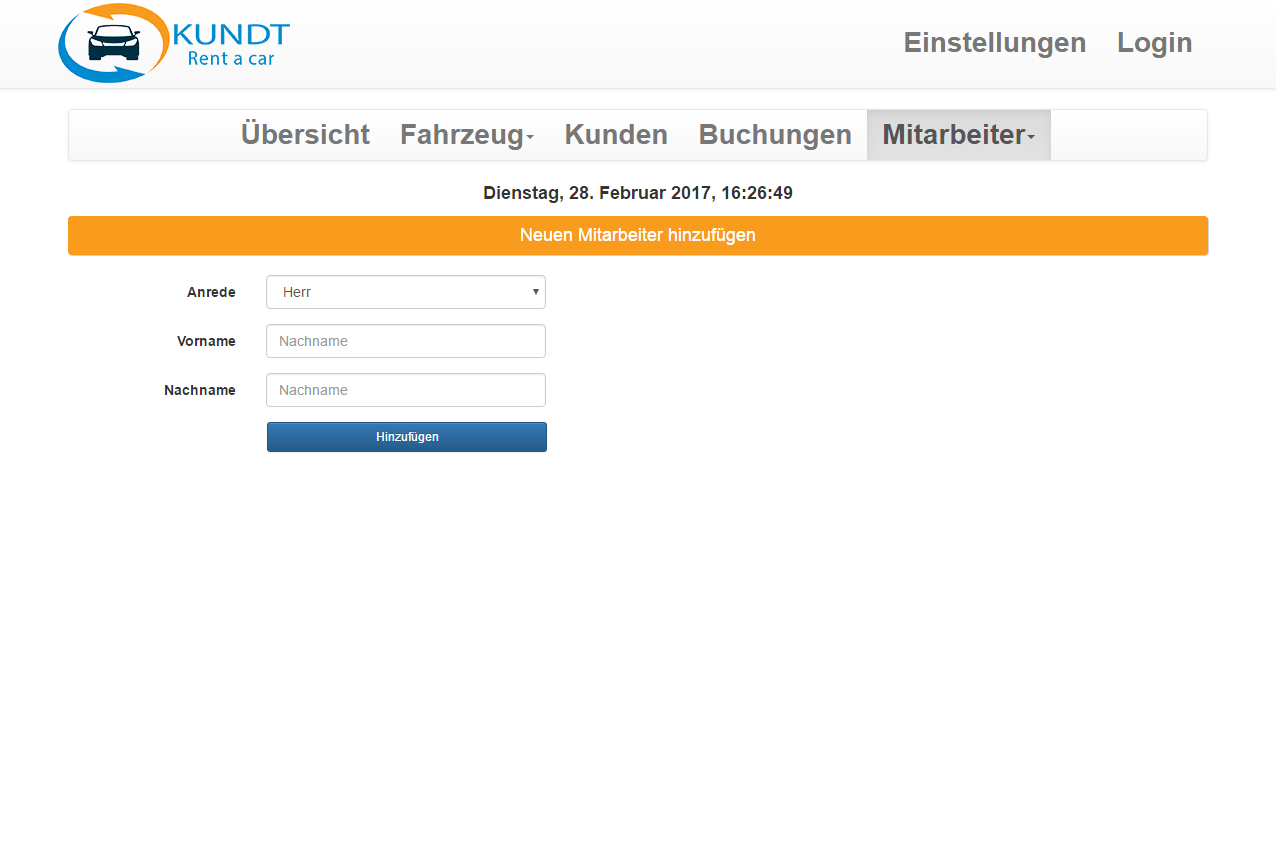 KUNDT
Rent a car
Einstellungen Login
Übersicht Fahrzeug Kunden Buchungen Mitarbeiter
Dienstag, 28. Februar 2017, 16:26:49
Neuen Mitarbeiter hinzufügen
Anrede Herr
Vorname Nachname
Nachname Nachname
Hinzufügen